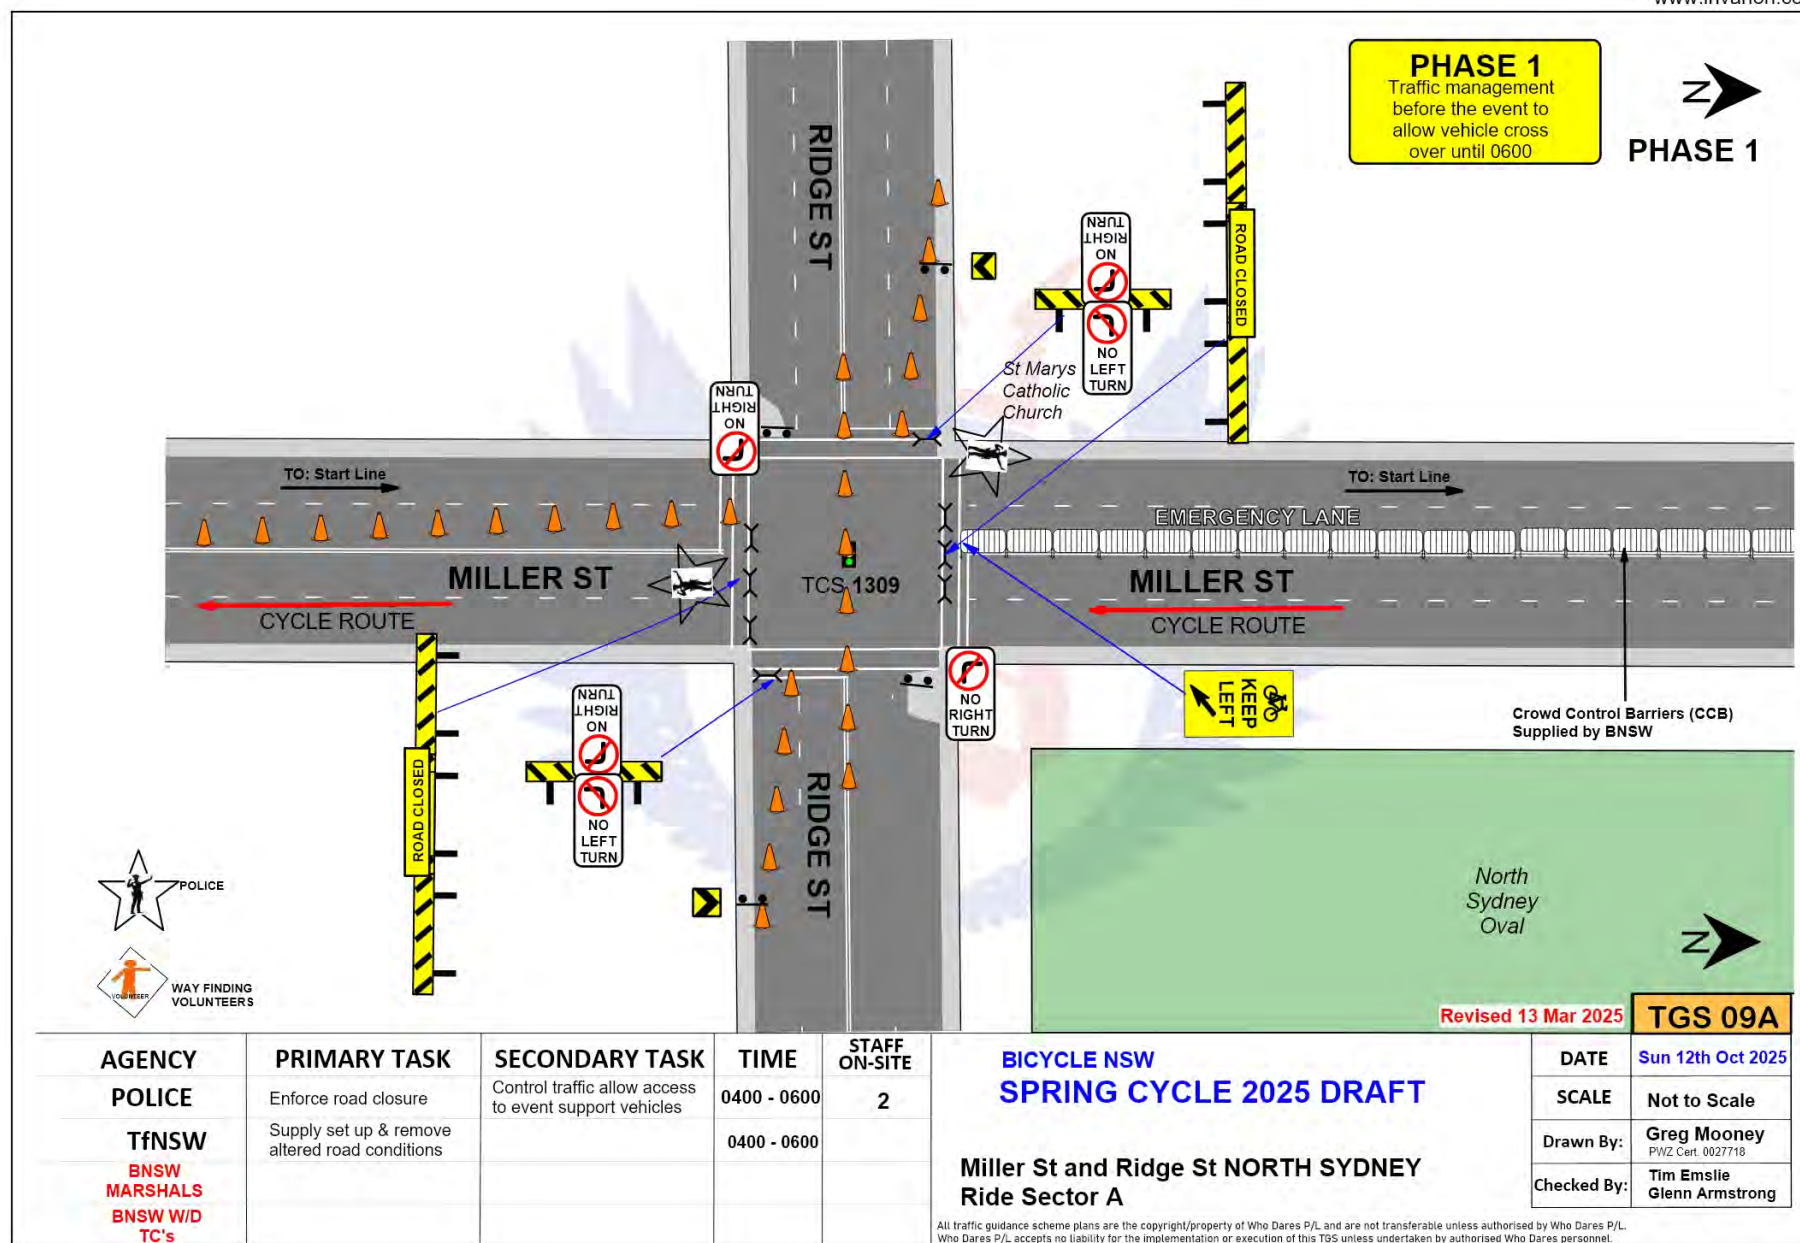 PHASE 1
Traffic management
before the event to
allow vehicle cross
over until 0600
N
PHASE 1
RIDGE ST
NO
RIGHT
TURN
NO
LEFT
TURN
ROAD CLOSED
St Marys
Catholic
Church
NO
RIGHT
TURN
TO: Start Line
TO: Start Line
EMERGENCY LANE
MILLER ST
TCS 1309
MILLER ST
CYCLE ROUTE
CYCLE ROUTE
NO
RIGHT
TURN
KEEP
LEFT
Crowd Control Barriers (CCB)
Supplied by BNSW
NO
RIGHT
TURN
NO
LEFT
TURN
ROAD CLOSED
RIDGE ST
North
Sydney
Oval
N
POLICE
VOLUNTEER
WAY FINDING
VOLUNTEERS
Revised 13 Mar 2025
TGS 09A
AGENCY PRIMARY TASK SECONDARY TASK TIME STAFF ON-SITE
POLICE Enforce road closure Control traffic allow access to event support vehicles 0400 - 0600 2
TfNSW Supply set up & remove altered road conditions 0400 - 0600
BNSW
MARSHALS
BNSW W/D
TC's
BICYCLE NSW
SPRING CYCLE 2025 DRAFT
Miller St and Ridge St NORTH SYDNEY
Ride Sector A
DATE Sun 12th Oct 2025
SCALE Not to Scale
Drawn By: Greg Mooney
PWZ Cert. 0027718
Checked By: Tim Emslie
Glenn Armstrong
All traffic guidance scheme plans are the copyright/property of Who Dares P/L and are not transferable unless authorised by Who Dares P/L.
Who Dares P/L accepts no liability for the implementation or execution of this TGS unless undertaken by authorised Who Dares personnel.